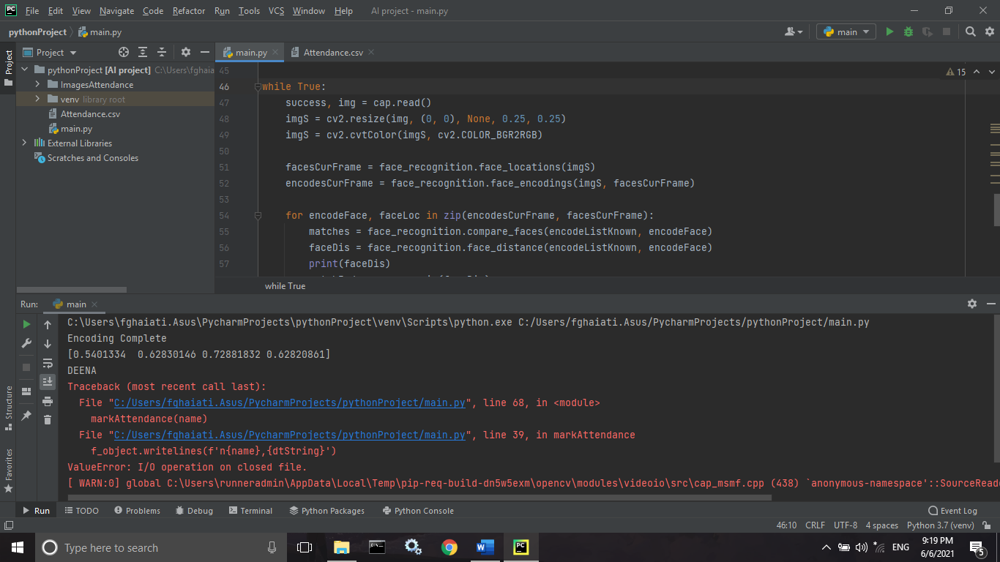 PC File Edit View Navigate Code Refactor Run Tools VCS Window Help AI project - main.py
pythonProject main.py main
Project main.py Attendance.csv
Project
pythonProject [AI project] C:\Users\fghaia
ImagesAttendance
venv library root
Attendance.csv
main.py
External Libraries
Scratches and Consoles
15
45
46 while True:
47 success, img = cap.read()
48 imgS = cv2.resize(img, (0, 0), None, 0.25, 0.25)
49 imgS = cv2.cvtColor(imgS, cv2.COLOR_BGR2RGB)
50
51 facesCurFrame = face_recognition.face_locations(imgS)
52 encodesCurFrame = face_recognition.face_encodings(imgS, facesCurFrame)
53
54 for encodeFace, faceLoc in zip(encodesCurFrame, facesCurFrame):
55 matches = face_recognition.compare_faces(encodeListKnown, encodeFace)
56 faceDis = face_recognition.face_distance(encodeListKnown, encodeFace)
57 print(faceDis)
while True
Run: main
C:\Users\fghaiati.Asus\PycharmProjects\pythonProject\venv\Scripts\python.exe C:/Users/fghaiati.Asus/PycharmProjects/pythonProject/main.py
Encoding Complete
[0.5401334  0.62830146 0.72881832 0.62820861]
DEENA
Traceback (most recent call last):
File "C:/Users/fghaiati.Asus/PycharmProjects/pythonProject/main.py", line 68, in <module>
markAttendance(name)
File "C:/Users/fghaiati.Asus/PycharmProjects/pythonProject/main.py", line 39, in markAttendance
f_object.writelines(f'n{name},{dtString}')
ValueError: I/O operation on closed file.
[ WARN:0] global C:\Users\runneradmin\AppData\Local\Temp\pip-req-build-dn5w5exm\opencv\modules\videoio\src\cap_msmf.cpp (438) `anonymous-namespace'::SourceReade
Structure
Favorites
Run TODO Problems Debug Terminal Python Packages Python Console Event Log
46:10 CRLF UTF-8 4 spaces Python 3.7 (venv)
Type here to search PC ENG 9:19 PM
6/6/2021 5